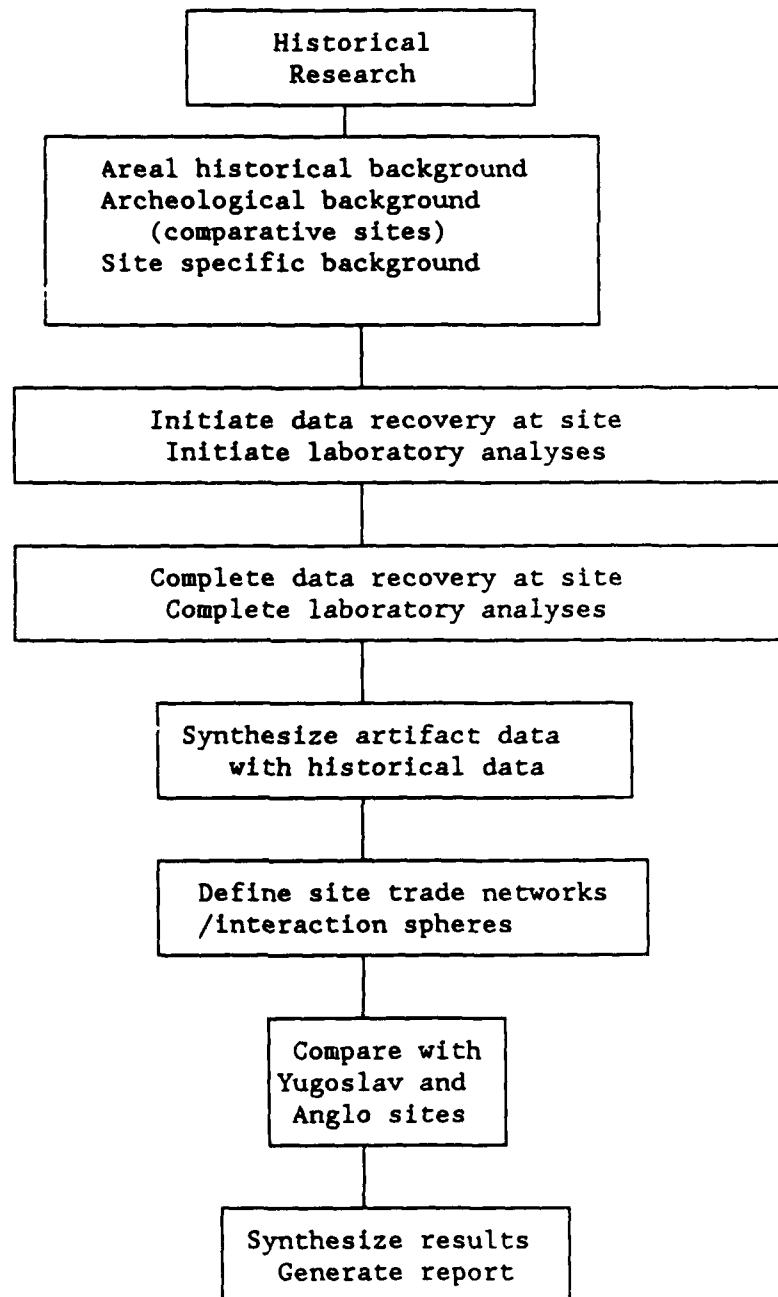 Historical
Research
Areal historical background
Archeological background
(comparative sites)
Site specific background
Initiate data recovery at site
Initiate laboratory analyses
Complete data recovery at site
Complete laboratory analyses
Synthesize artifact data
with historical data
Define site trade networks
/interaction spheres
Compare with
Yugoslav and
Anglo sites
Synthesize results
Generate report